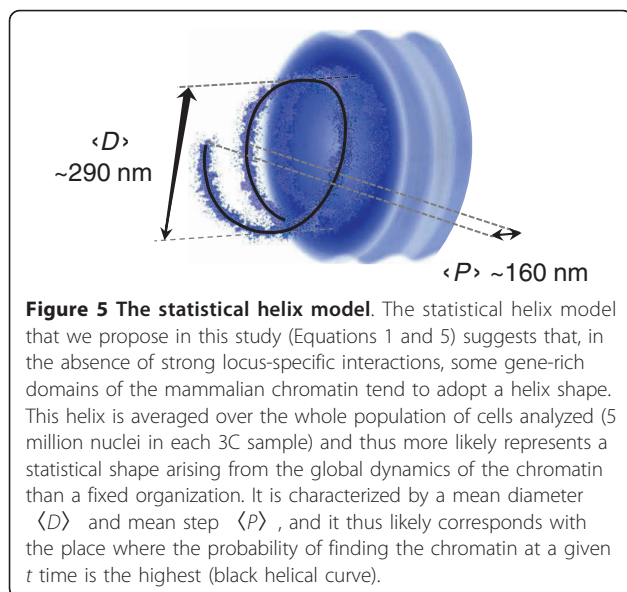 ‹D›
~290 nm
‹P› ~160 nm
Figure 5 The statistical helix model. The statistical helix model
that we propose in this study (Equations 1 and 5) suggests that, in
the absence of strong locus-specific interactions, some gene-rich
domains of the mammalian chromatin tend to adopt a helix shape.
This helix is averaged over the whole population of cells analyzed (5
million nuclei in each 3C sample) and thus more likely represents a
statistical shape arising from the global dynamics of the chromatin
than a fixed organization. It is characterized by a mean diameter
〈D〉 and mean step 〈P〉, and it thus likely corresponds with
the place where the probability of finding the chromatin at a given
t time is the highest (black helical curve).